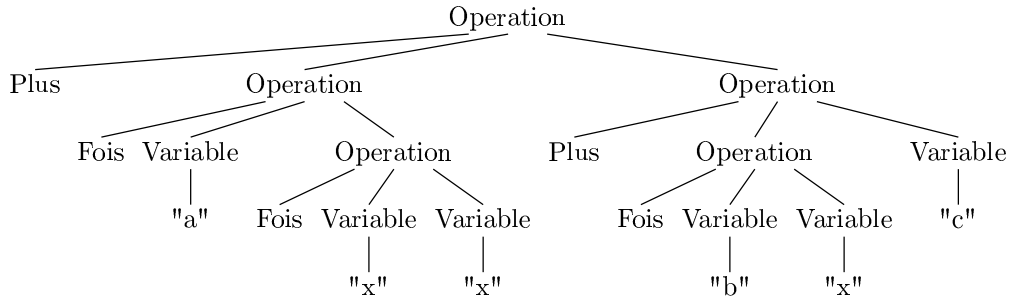 Operation
Plus Operation Operation
Fois Variable Operation Plus Operation Variable
"a" Fois Variable Variable Fois Variable Variable "c"
"x" "x" "b" "x"